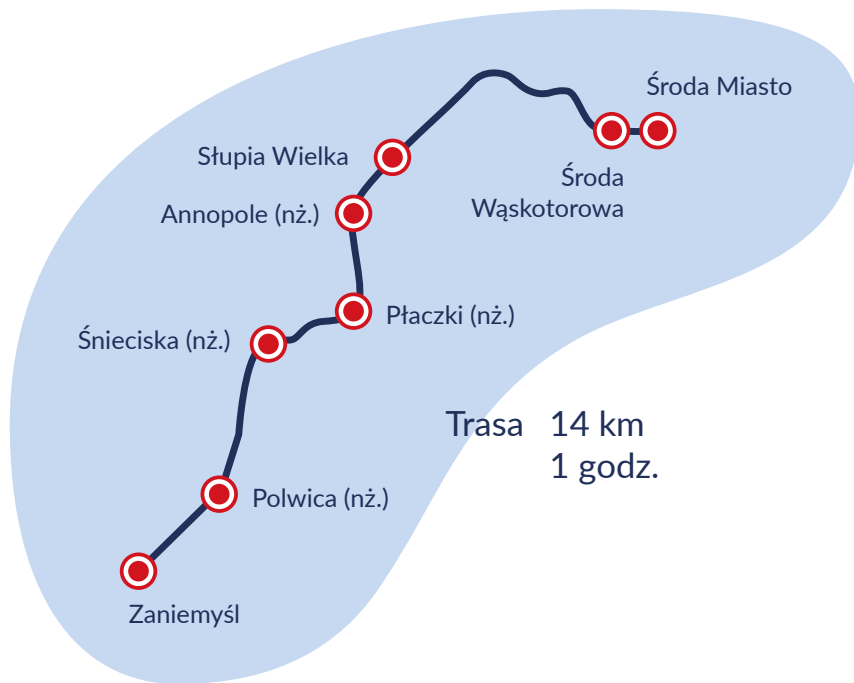 Środa Miasto
Słupia Wielka
Środa
Wąskotorowa
Annopole (nż.)
Płaczki (nż.)
Śnieciska (nż.)
Trasa 14 km
1 godz.
Polwica (nż.)
Zaniemyśl